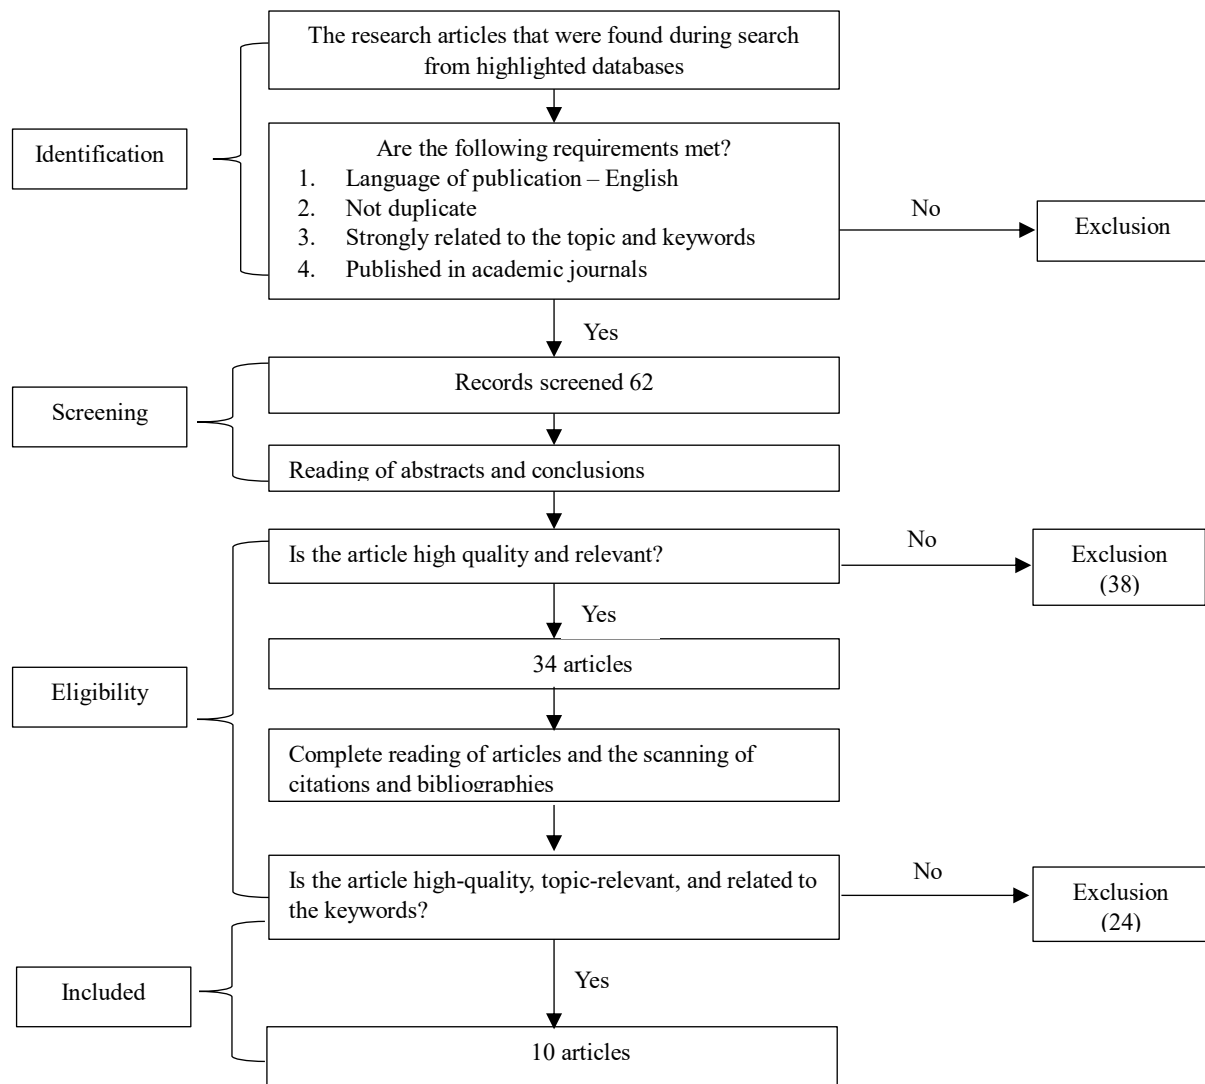 The research articles that were found during search
from highlighted databases
Identification
Are the following requirements met?
1. Language of publication – English
2. Not duplicate
3. Strongly related to the topic and keywords
4. Published in academic journals
No
Exclusion
Yes
Screening
Records screened 62
Reading of abstracts and conclusions
Is the article high quality and relevant?
No
Exclusion
(38)
Yes
34 articles
Eligibility
Complete reading of articles and the scanning of
citations and bibliographies
Is the article high-quality, topic-relevant, and related to
the keywords?
No
Exclusion
(24)
Yes
Included
10 articles